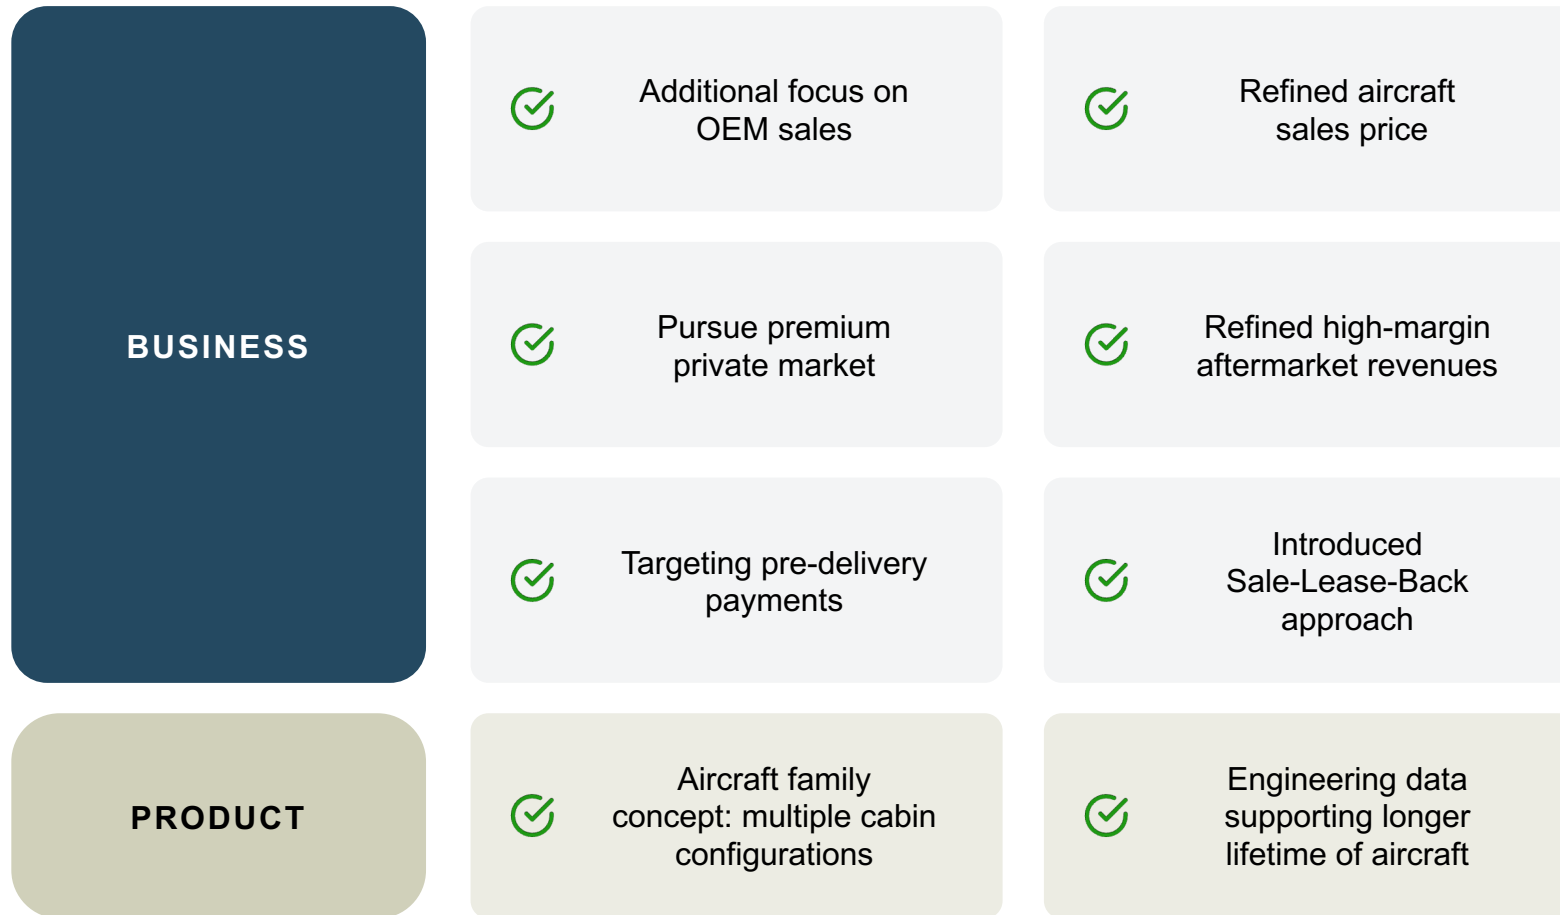 BUSINESS
Additional focus on
OEM sales
Refined aircraft
sales price
Pursue premium
private market
Refined high-margin
aftermarket revenues
Targeting pre-delivery
payments
Introduced
Sale-Lease-Back
approach
PRODUCT
Aircraft family
concept: multiple cabin
configurations
Engineering data
supporting longer
lifetime of aircraft